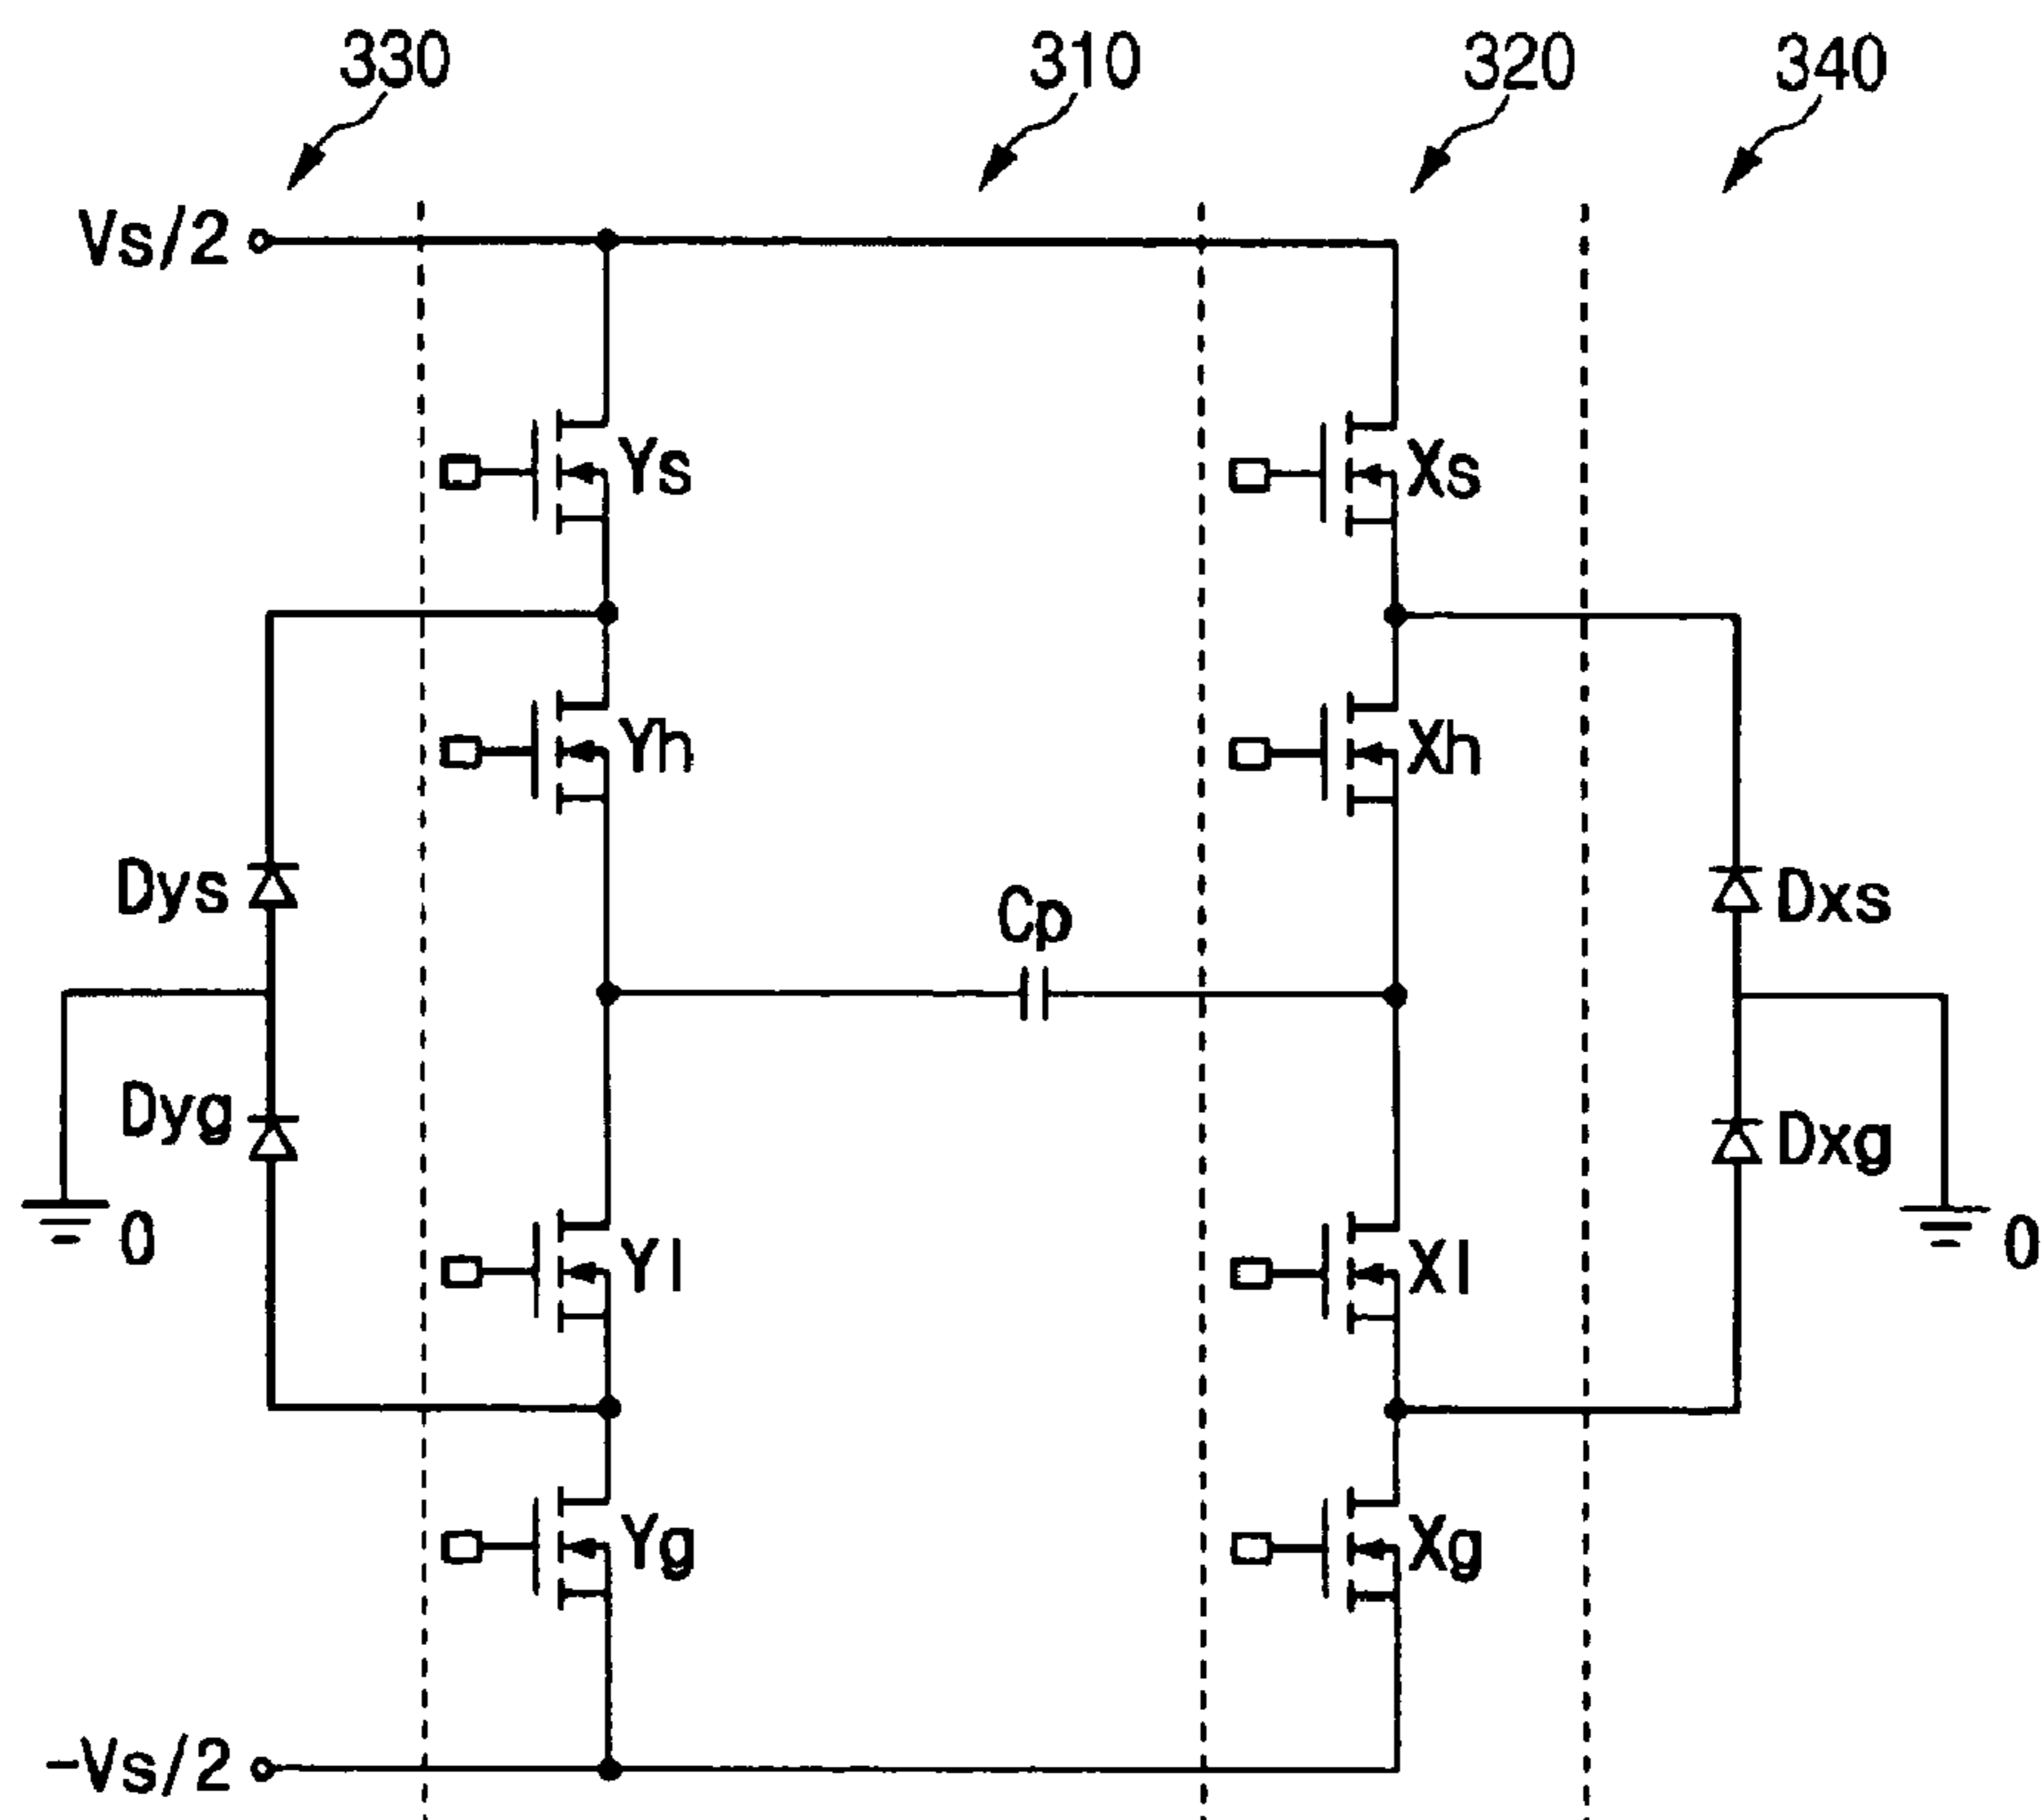 330 310 320 340
Vs/2
Ys Xs
Yh Xh
Dys Cp Dxs
Dyg Dxg
0 Yl Xl 0
Yg Xg
-Vs/2